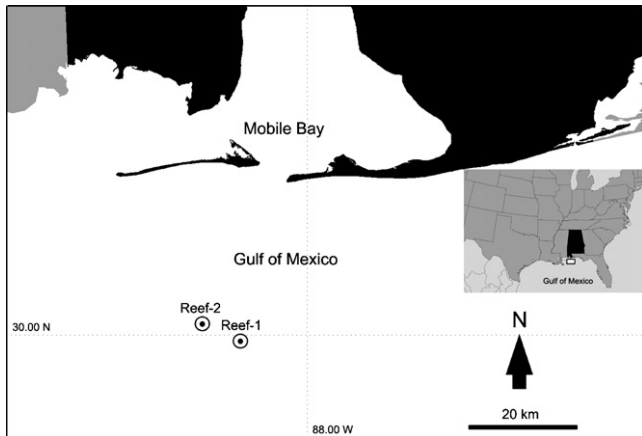 Mobile Bay
Gulf of Mexico
Gulf of Mexico
Reef-2
Reef-1
30.00 N
N
20 km
88.00 W